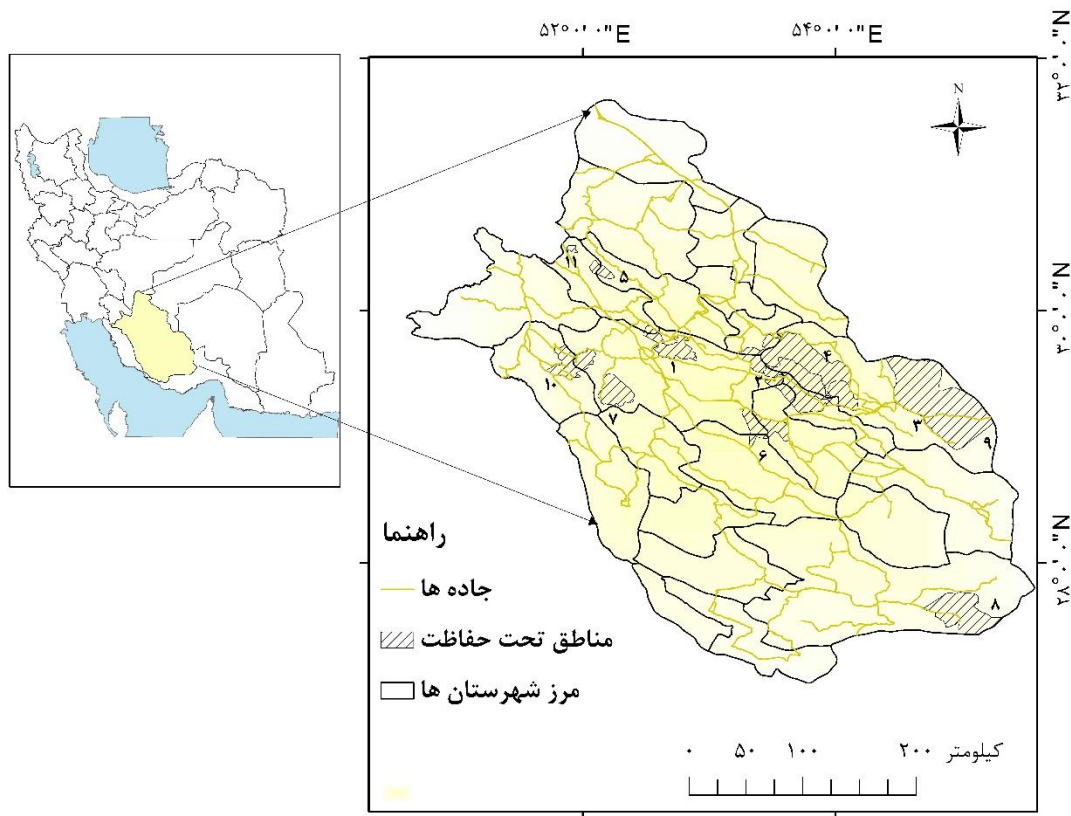 ۵۲°۰'۰"E
۵۴°۰'۰"E
۳۲°۰'۰"N
۳۰°۰'۰"N
۲۸°۰'۰"N
N
۱۱
۵
۴
۱
۲
۱۰
۷
۳
۹
۶
۸
راهنما
جاده ها
مناطق تحت حفاظت
مرز شهرستان ها
۰ ۵۰ ۱۰۰ ۲۰۰ کیلومتر